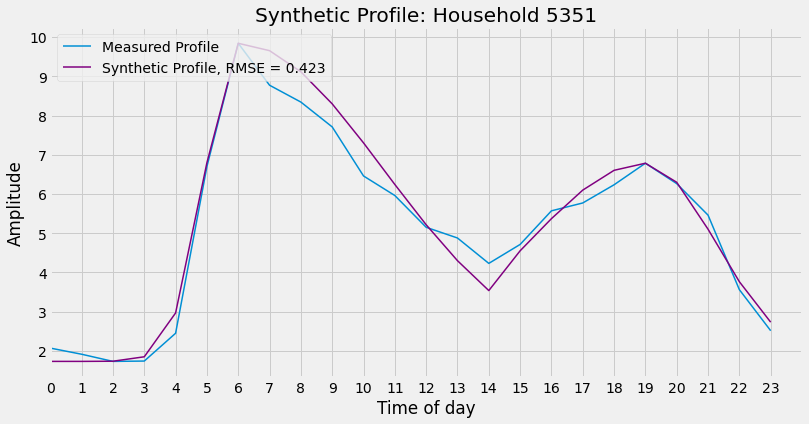 Synthetic Profile: Household 5351
Measured Profile
Synthetic Profile, RMSE = 0.423
Amplitude
10
9
8
7
6
5
4
3
2
0 1 2 3 4 5 6 7 8 9 10 11 12 13 14 15 16 17 18 19 20 21 22 23
Time of day